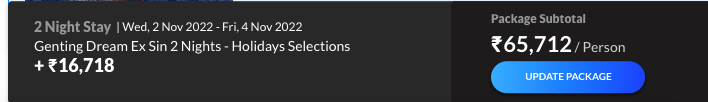 2 Night Stay | Wed, 2 Nov 2022 - Fri, 4 Nov 2022
Genting Dream Ex Sin 2 Nights - Holidays Selections
+ ₹16,718
Package Subtotal
₹65,712 / Person
UPDATE PACKAGE